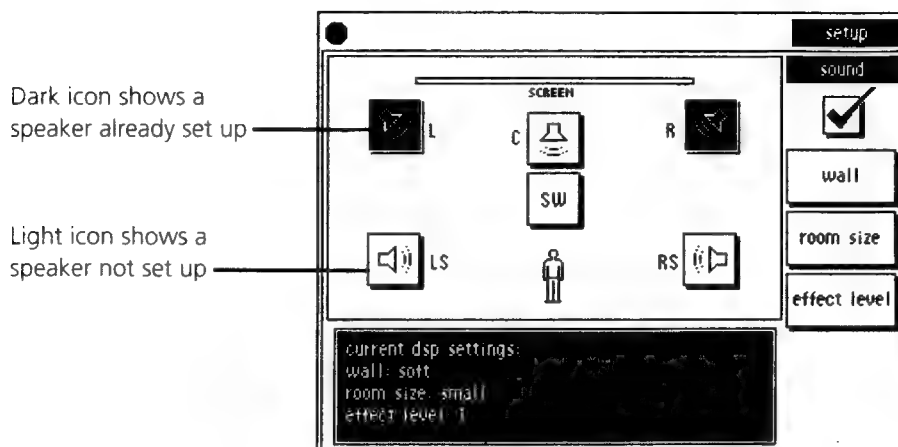 setup
sound
Dark icon shows a
speaker already set up
SCREEN
L
C
R
SW
wall
room size
effect level
Light icon shows a
speaker not set up
LS
RS
current dsp settings:
wall: soft
room size: small
effect level: 1